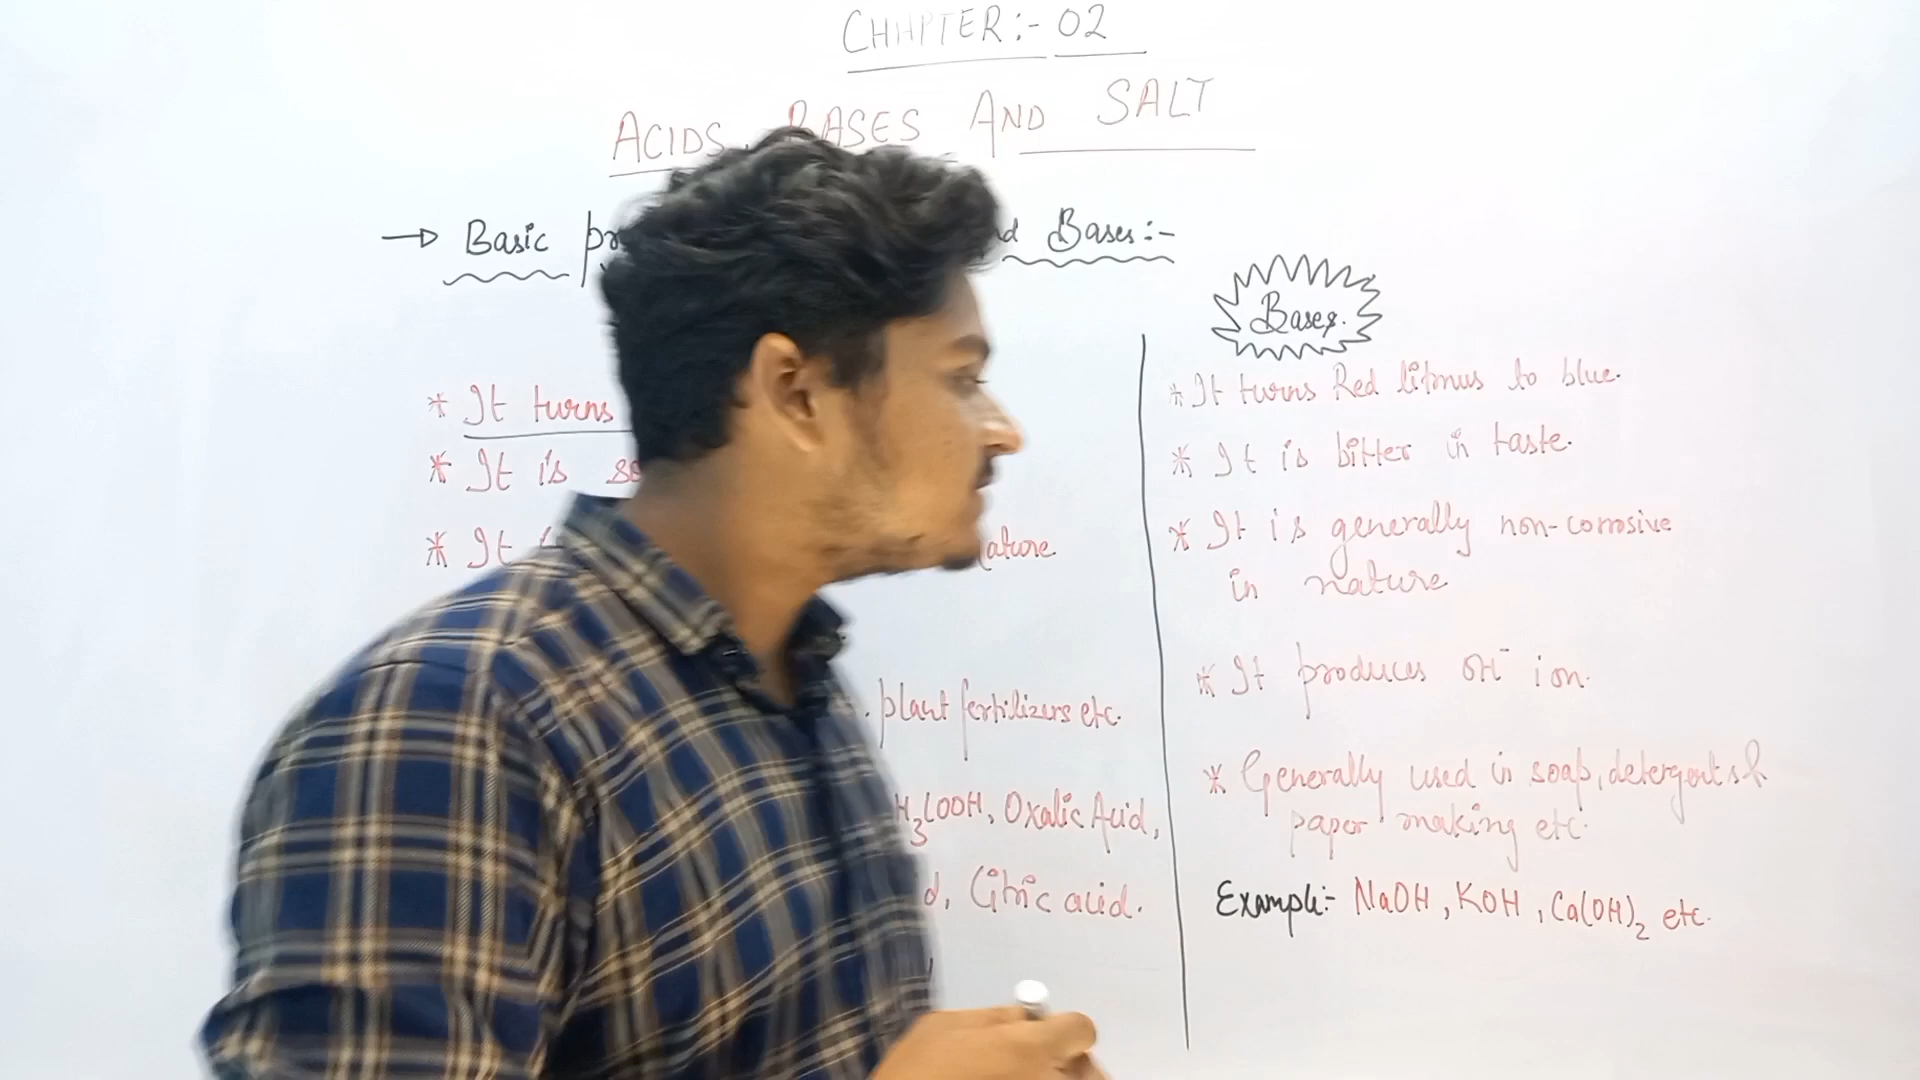 CHAPTER:- 02
ACIDS, BASES AND SALT
→ Basic Bases:-
Bases.
* It turns
* It is
* It
plant fertilizers etc.
H3COOH, Oxalic Acid,
Citric acid.
* It turns Red litmus to blue.
* It is bitter in taste.
* It is generally non-corrosive
in nature
* It produces OH⁻ ion.
* Generally used in soap, detergents &
paper making etc.
Example:- NaOH, KOH, Ca(OH)2 etc.